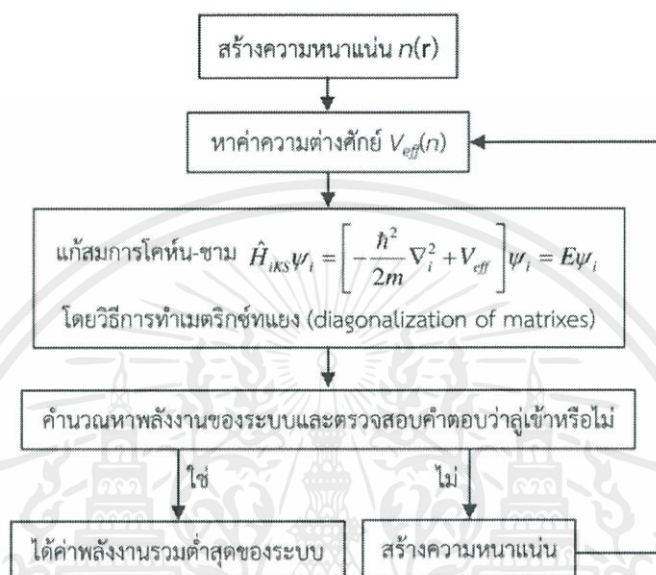 สร้างความหนาแน่น n(r)
หาค่าความต่างศักย์ V_eff(n)
แก้สมการโคห์น-ชาม Ĥ_iKS ψ_i = [ -ħ²/2m ∇_i² + V_eff ] ψ_i = Eψ_i
โดยวิธีการทำเมตริกซ์ทแยง (diagonalization of matrixes)
คำนวณหาพลังงานของระบบและตรวจสอบคำตอบว่าลู่เข้าหรือไม่
ใช่ ไม่
ได้ค่าพลังงานรวมต่ำสุดของระบบ สร้างความหนาแน่น